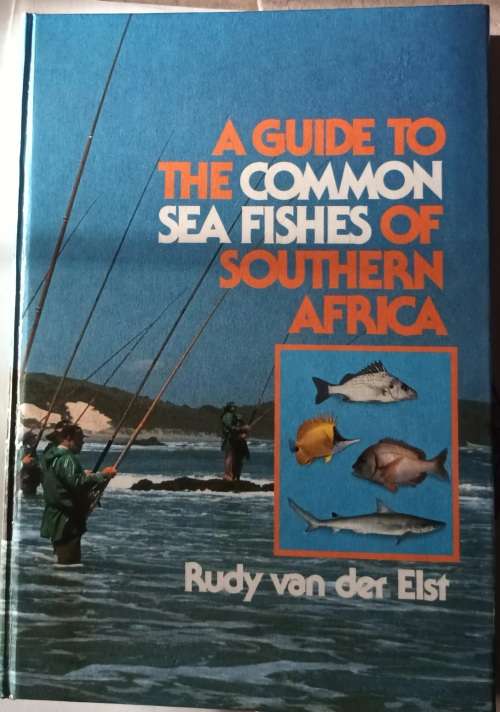 A GUIDE TO
THE COMMON
SEA FISHES OF
SOUTHERN
AFRICA
Rudy van der Elst